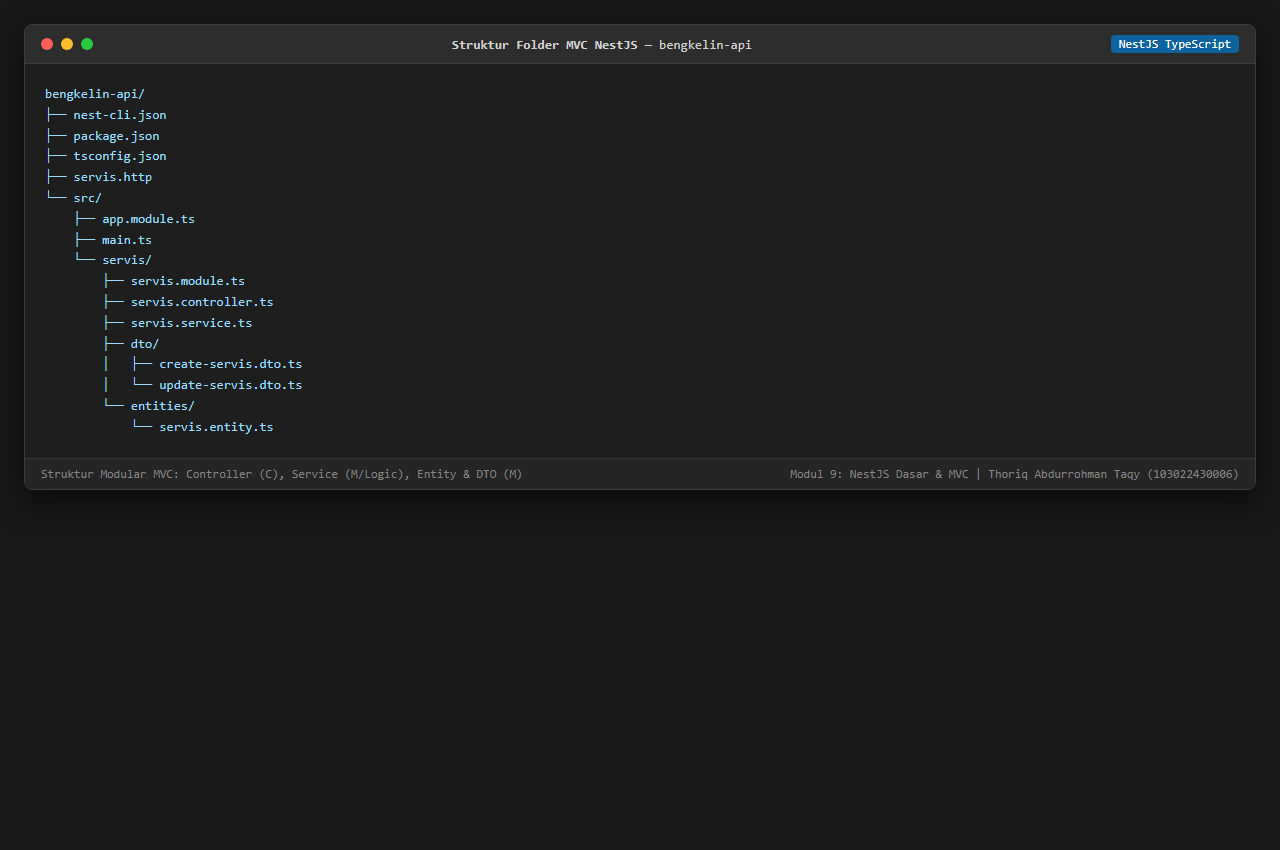 Struktur Folder MVC NestJS — bengkelin-api
NestJS TypeScript
bengkelin-api/
├── nest-cli.json
├── package.json
├── tsconfig.json
├── servis.http
└── src/
    ├── app.module.ts
    ├── main.ts
    └── servis/
        ├── servis.module.ts
        ├── servis.controller.ts
        ├── servis.service.ts
        ├── dto/
        │   ├── create-servis.dto.ts
        │   └── update-servis.dto.ts
        └── entities/
            └── servis.entity.ts
Struktur Modular MVC: Controller (C), Service (M/Logic), Entity & DTO (M)
Modul 9: NestJS Dasar & MVC | Thoriq Abdurrohman Taqy (103022430006)